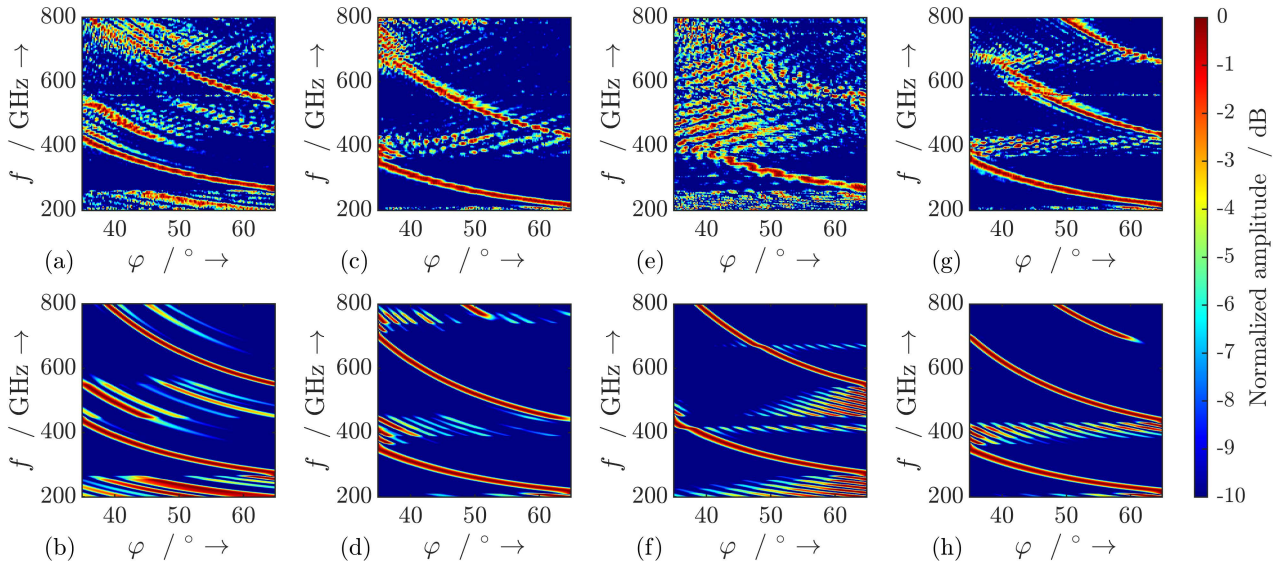 800 800 800 800
600 600 600 600
400 400 400 400
200 200 200 200
f / GHz → f / GHz → f / GHz → f / GHz →
40 50 60 40 50 60 40 50 60 40 50 60
(a) φ / ° → (c) φ / ° → (e) φ / ° → (g) φ / ° →
800 800 800 800
600 600 600 600
400 400 400 400
200 200 200 200
f / GHz → f / GHz → f / GHz → f / GHz →
40 50 60 40 50 60 40 50 60 40 50 60
(b) φ / ° → (d) φ / ° → (f) φ / ° → (h) φ / ° →
0
-1
-2
-3
-4
-5
-6
-7
-8
-9
-10
Normalized amplitude / dB